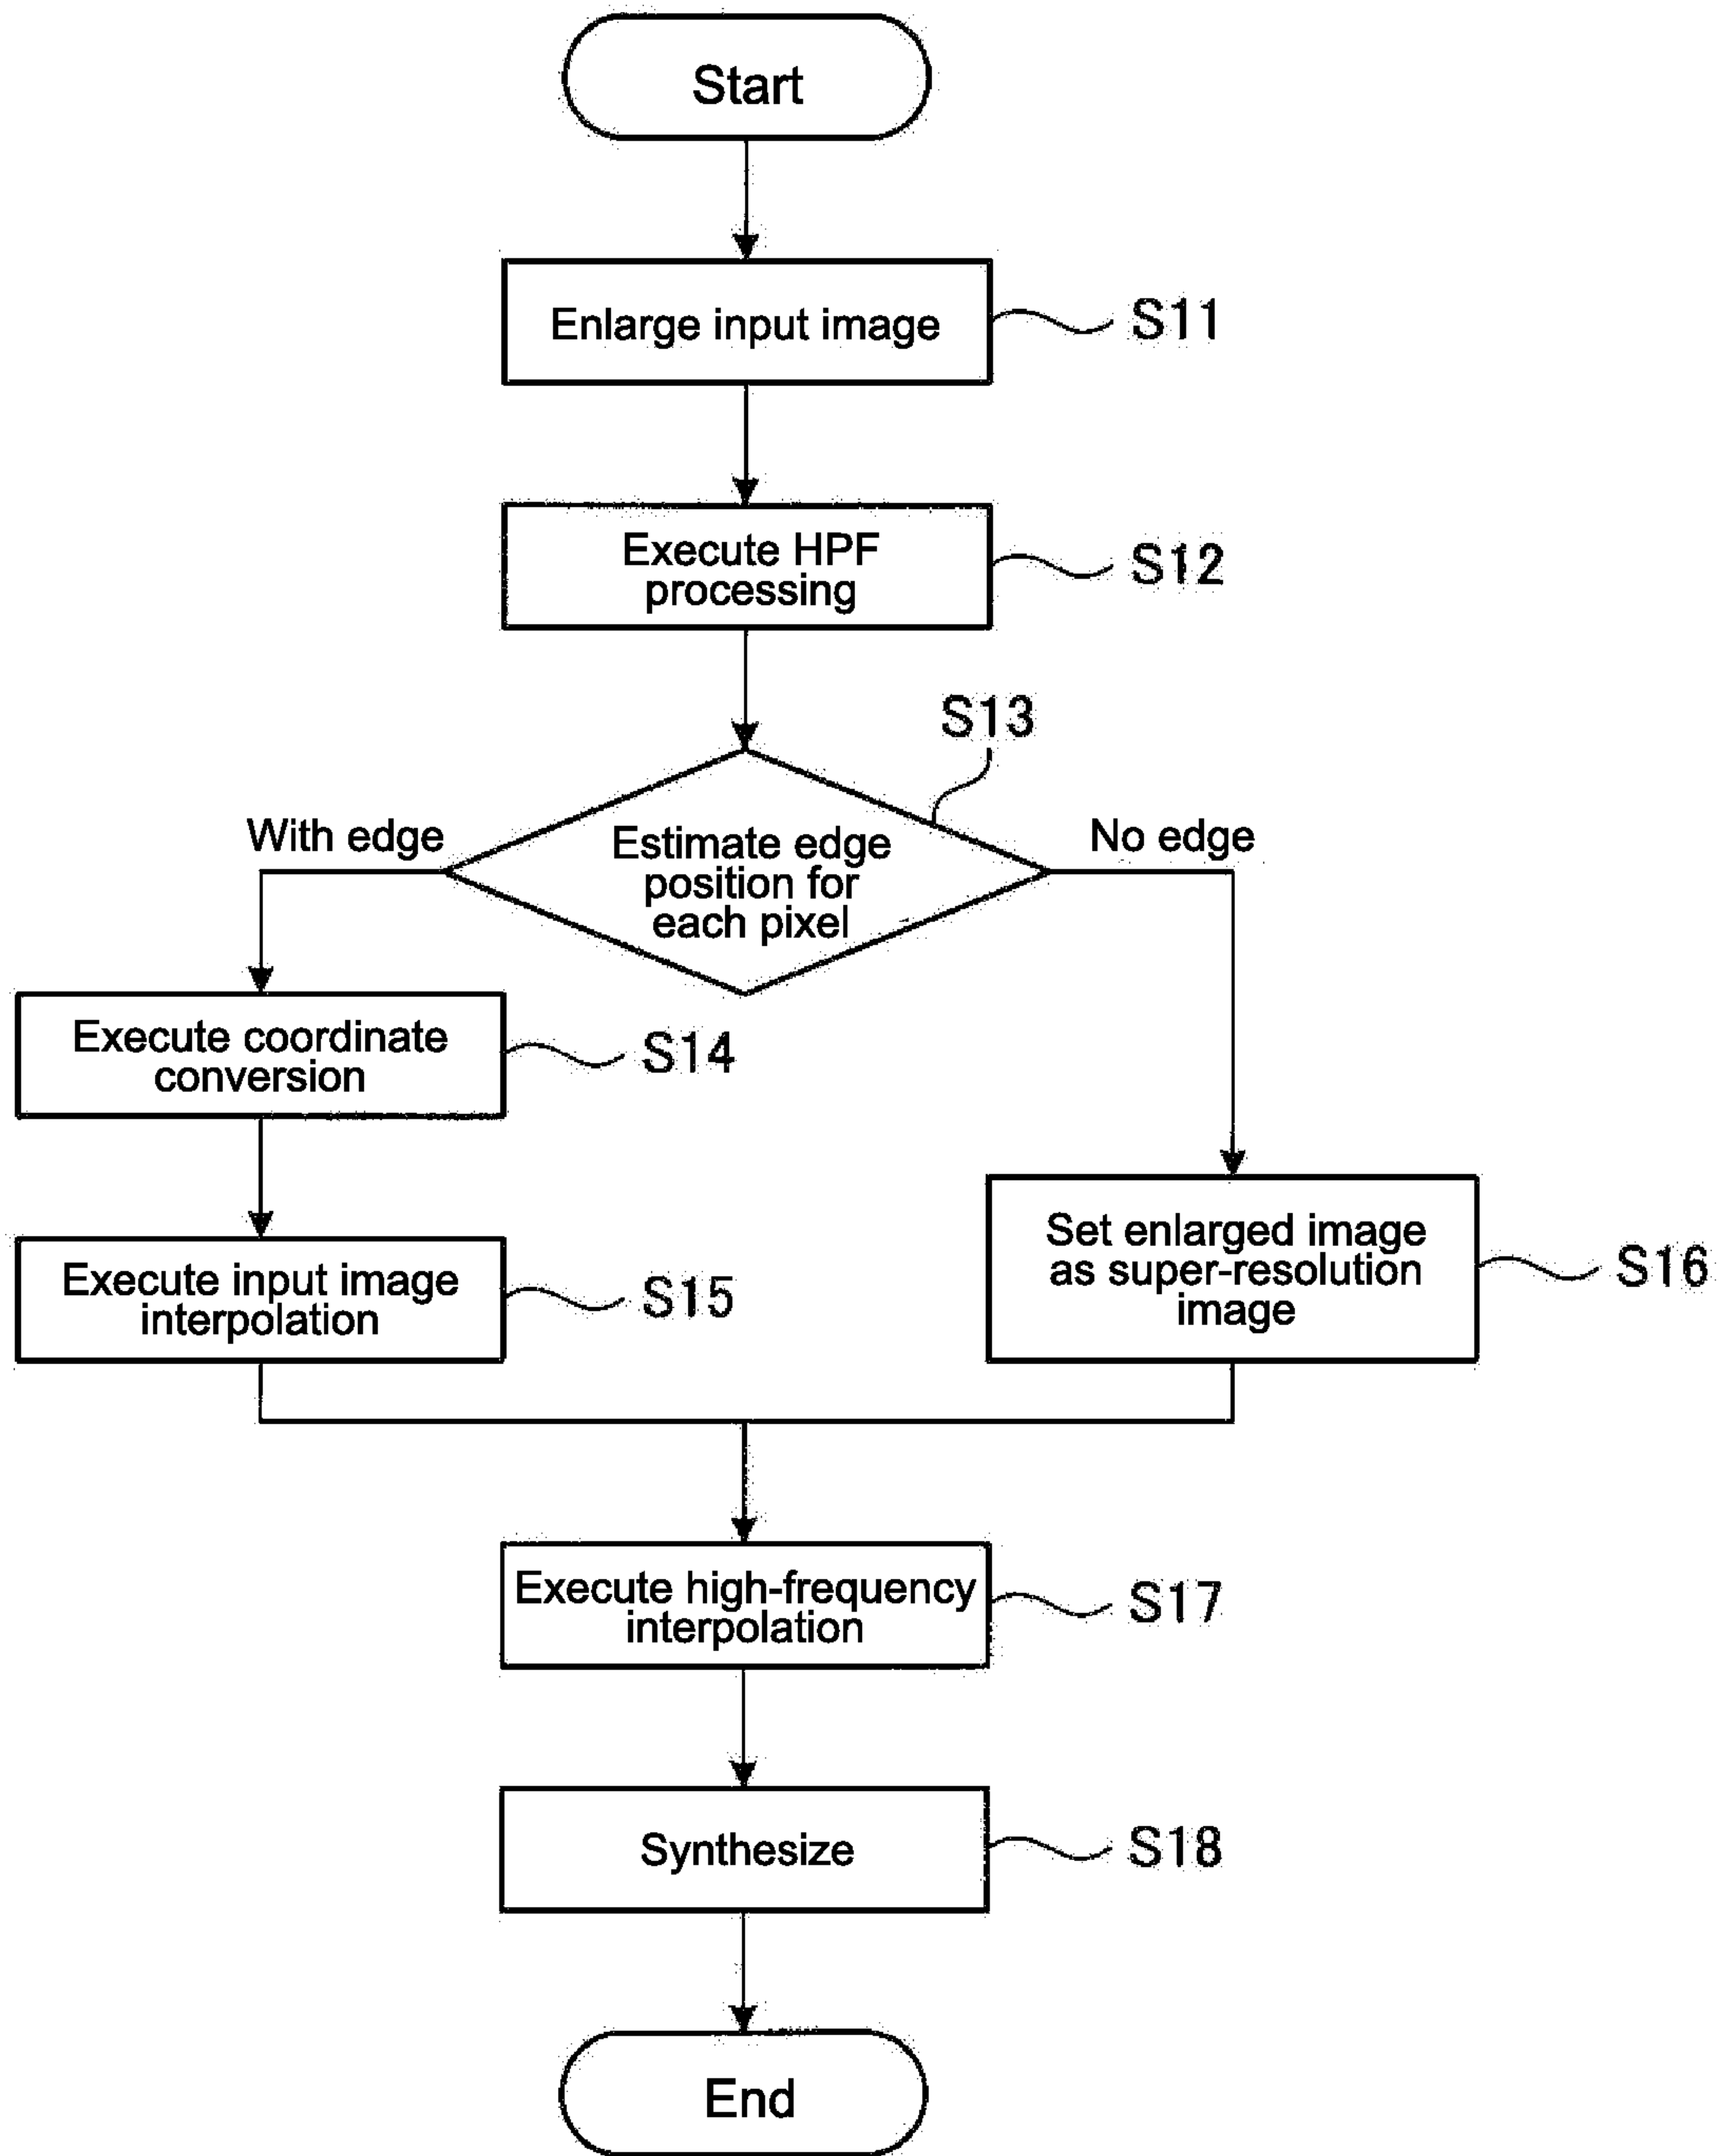 Start
Enlarge input image
S11
Execute HPF
processing
S12
S13
With edge
Estimate edge
position for
each pixel
No edge
Execute coordinate
conversion
S14
Execute input image
interpolation
S15
Set enlarged image
as super-resolution
image
S16
Execute high-frequency
interpolation
S17
Synthesize
S18
End